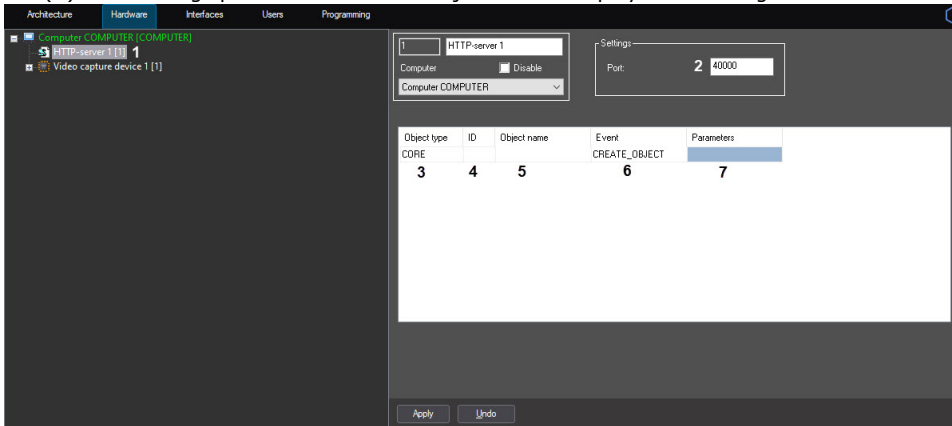 Architecture Hardware Interfaces Users Programming
Computer COMPUTER [COMPUTER]
HTTP-server 1 [1] 1
Video capture device 1 [1]
1 HTTP-server 1
Computer Disable
Computer COMPUTER
Settings
Port: 2 40000
Object type ID Object name Event Parameters
CORE CREATE_OBJECT
3 4 5 6 7
Apply Undo